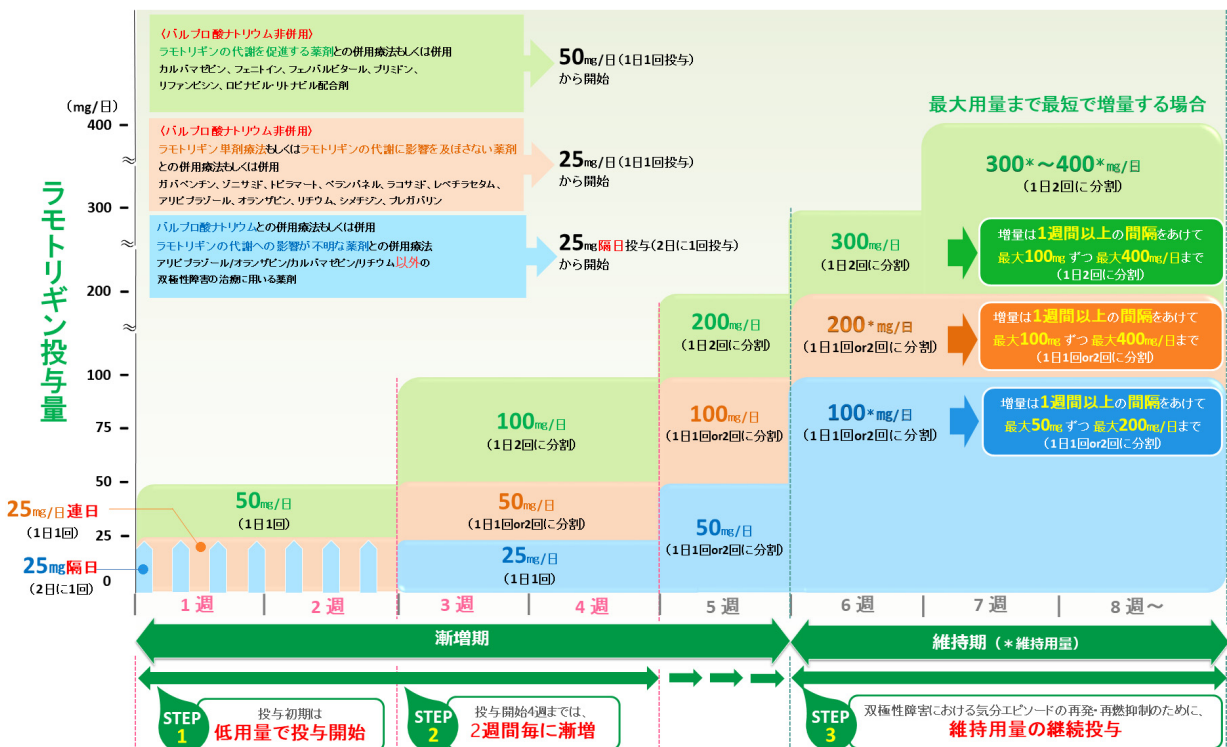 〈バルプロ酸ナトリウム非併用〉
ラモトリギンの代謝を促進する薬剤との併用療法もしくは併用
カルバマゼピン、フェニトイン、フェノバルビタール、プリミドン、
リファンピシン、ロピナビル・リトナビル配合剤
50mg/日(1日1回投与)
から開始
〈バルプロ酸ナトリウム非併用〉
ラモトリギン単剤療法もしくはラモトリギンの代謝に影響を及ぼさない薬剤
との併用療法もしくは併用
ガバペンチン、ゾニサミド、トピラマート、ペランパネル、ラコサミド、レベチラセタム、
アリピプラゾール、オランザピン、リチウム、シメチジン、プレガバリン
25mg/日(1日1回投与)
から開始
バルプロ酸ナトリウムとの併用療法もしくは併用
ラモトリギンの代謝への影響が不明な薬剤との併用療法
アリピプラゾール/オランザピン/カルバマゼピン/リチウム以外の
双極性障害の治療に用いる薬剤
25mg隔日投与(2日に1回投与)
から開始
(mg/日)
400
300
200
100
75
50
25
0
ラモトリギン投与量
25mg/日連日
(1日1回)
25mg隔日
(2日に1回)
最大用量まで最短で増量する場合
300*～400*mg/日
(1日2回に分割)
300mg/日
(1日2回に分割)
増量は1週間以上の間隔をあけて
最大100mgずつ最大400mg/日まで
(1日2回に分割)
200mg/日
(1日2回に分割)
200*mg/日
(1日1回or2回に分割)
増量は1週間以上の間隔をあけて
最大100mgずつ最大400mg/日まで
(1日1回or2回に分割)
100mg/日
(1日2回に分割)
100mg/日
(1日1回or2回に分割)
100*mg/日
(1日1回or2回に分割)
増量は1週間以上の間隔をあけて
最大50mgずつ最大200mg/日まで
(1日1回or2回に分割)
50mg/日
(1日1回)
50mg/日
(1日1回or2回に分割)
50mg/日
(1日1回or2回に分割)
25mg/日
(1日1回)
1週
2週
3週
4週
5週
6週
7週
8週～
漸増期
維持期（*維持用量）
STEP
1
投与初期は
低用量で投与開始
STEP
2
投与開始4週までは、
2週間毎に漸増
STEP
3
双極性障害における気分エピソードの再発・再燃抑制のために、
維持用量の継続投与